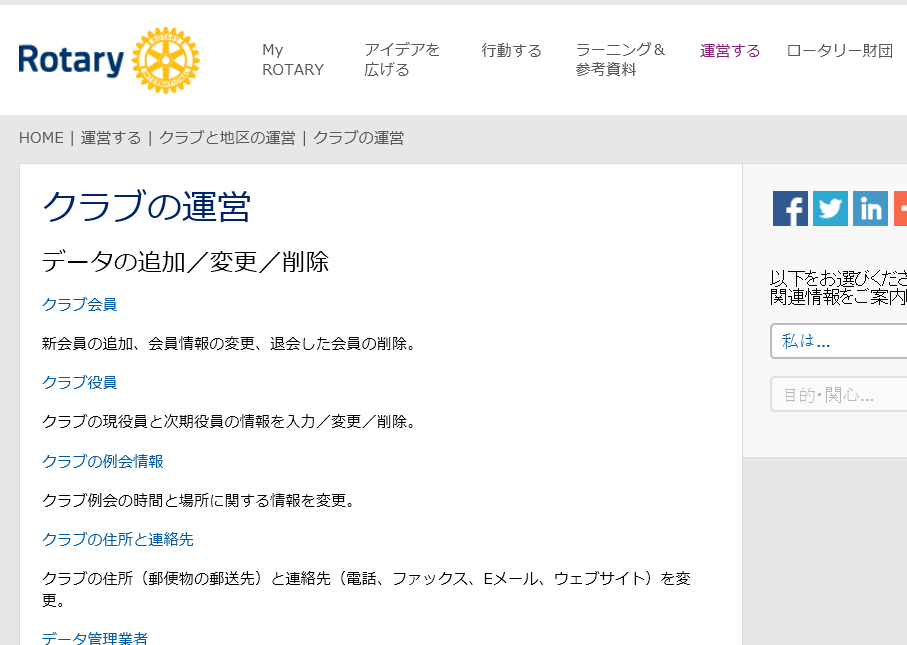 Rotary
ROTARY
INTERNATIONAL
My
ROTARY
アイデアを
広げる
行動する
ラーニング＆
参考資料
運営する
ロータリー財団
HOME | 運営する | クラブと地区の運営 | クラブの運営
クラブの運営
データの追加／変更／削除
クラブ会員
新会員の追加、会員情報の変更、退会した会員の削除。
クラブ役員
クラブの現役員と次期役員の情報を入力／変更／削除。
クラブの例会情報
クラブ例会の時間と場所に関する情報を変更。
クラブの住所と連絡先
クラブの住所（郵便物の郵送先）と連絡先（電話、ファックス、Eメール、ウェブサイト）を変
更。
データ管理業者
以下をお選びくださ
関連情報をご案内
私は...
目的・関心...